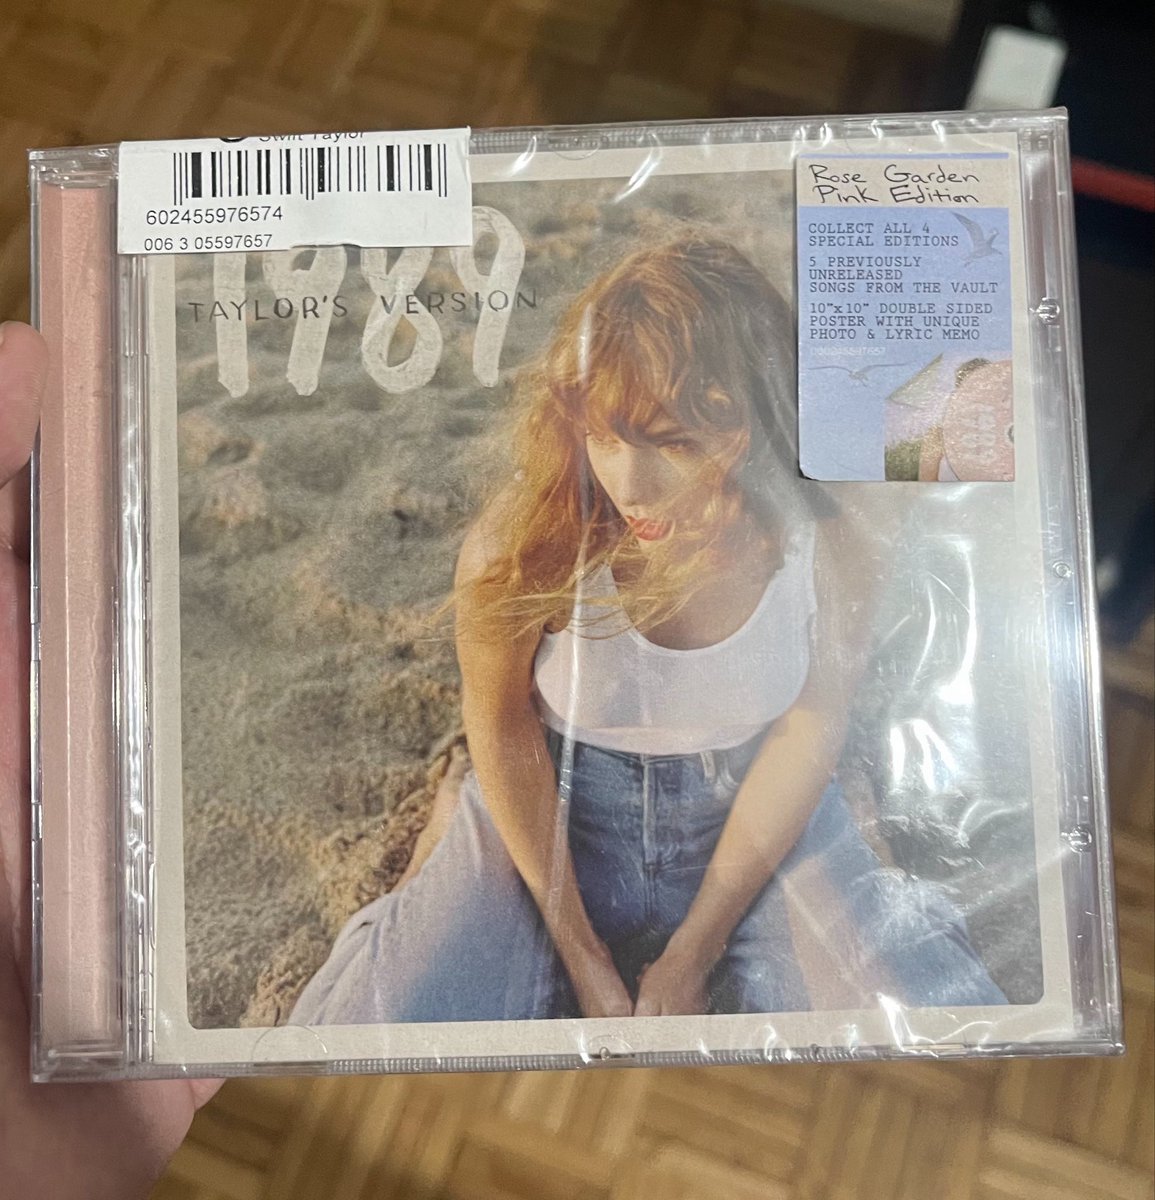 Swift Taylor
602455976574
006 3 05597657
1989
TAYLOR'S VERSION
Rose Garden
Pink Edition
COLLECT ALL 4
SPECIAL EDITIONS
5 PREVIOUSLY
UNRELEASED
SONGS FROM THE VAULT
10"x10" DOUBLE SIDED
POSTER WITH UNIQUE
PHOTO & LYRIC MEMO